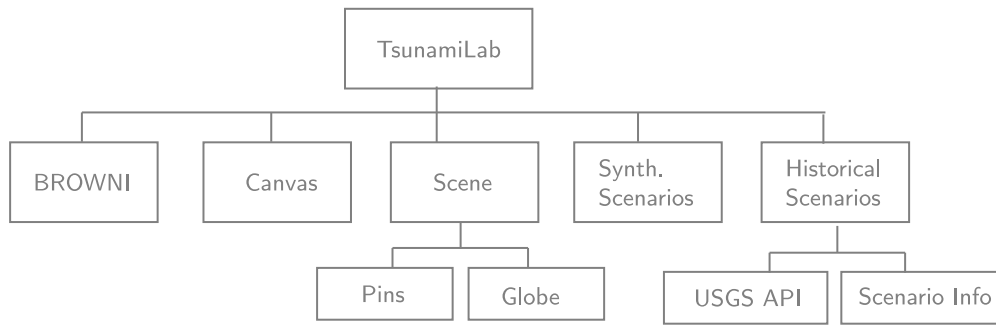 TsunamiLab
BROWNI
Canvas
Scene
Synth.
Scenarios
Historical
Scenarios
Pins
Globe
USGS API
Scenario Info